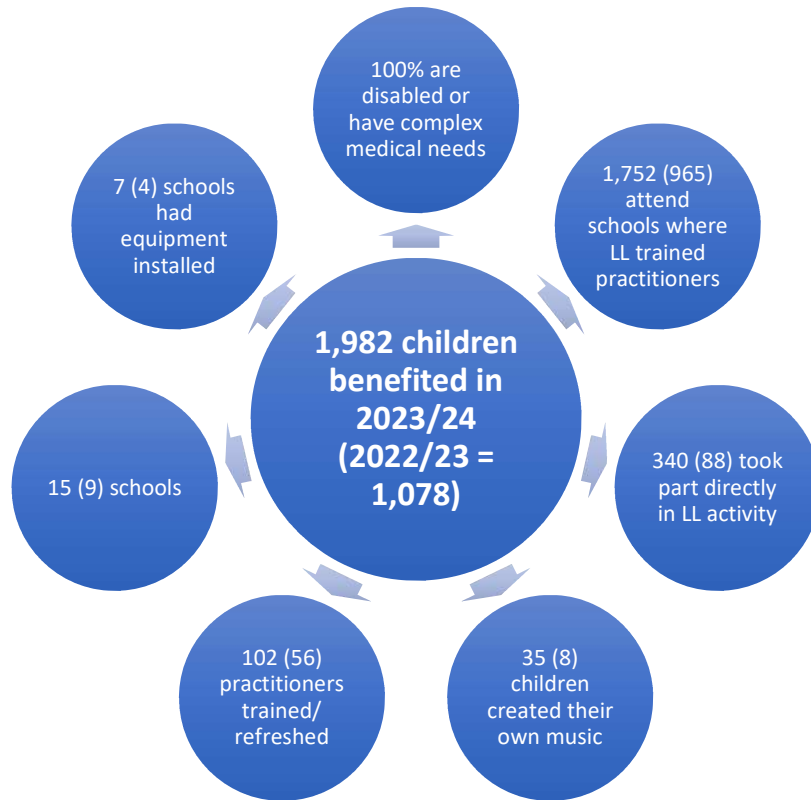 100% are
disabled or
have complex
medical needs
1,752 (965)
attend
schools where
LL trained
practitioners
340 (88) took
part directly
in LL activity
35 (8)
children
created their
own music
102 (56)
practitioners
trained/
refreshed
15 (9) schools
7 (4) schools
had
equipment
installed
1,982 children
benefited in
2023/24
(2022/23 =
1,078)